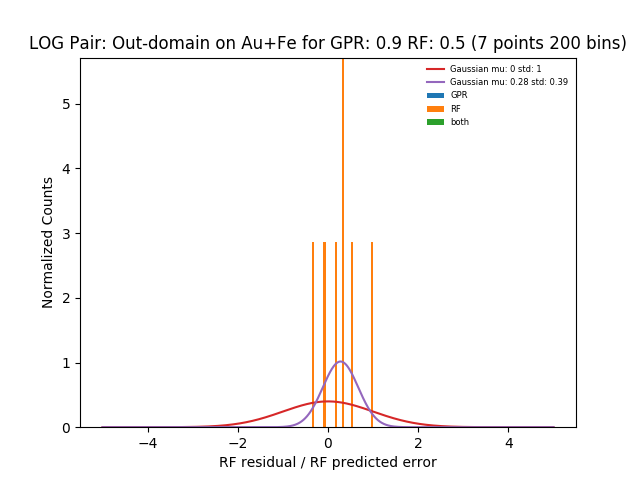 LOG Pair: Out-domain on Au+Fe for GPR: 0.9 RF: 0.5 (7 points 200 bins)
Gaussian mu: 0 std: 1
Gaussian mu: 0.28 std: 0.39
GPR
RF
both
Normalized Counts
5
4
3
2
1
0
−4 −2 0 2 4
RF residual / RF predicted error